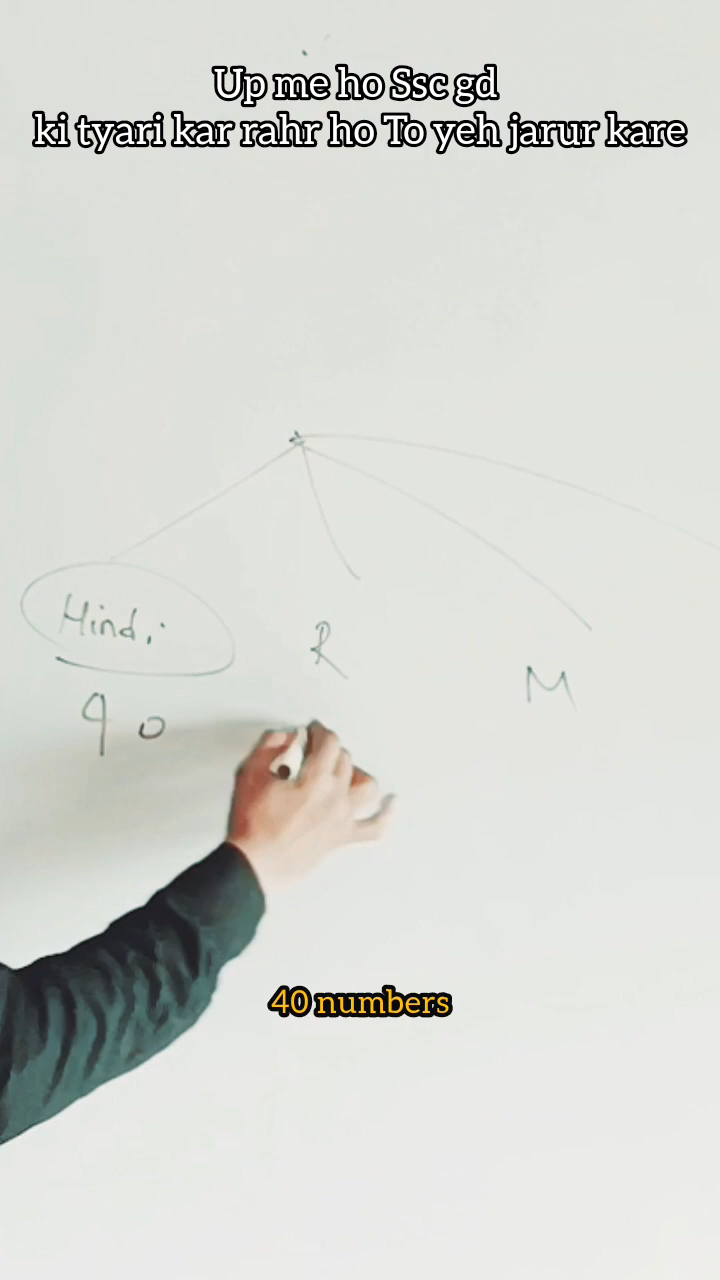 Up me ho Ssc gd
ki tyari kar rahr ho To yeh jarur kare
Hindi
R
M
40
40 numbers